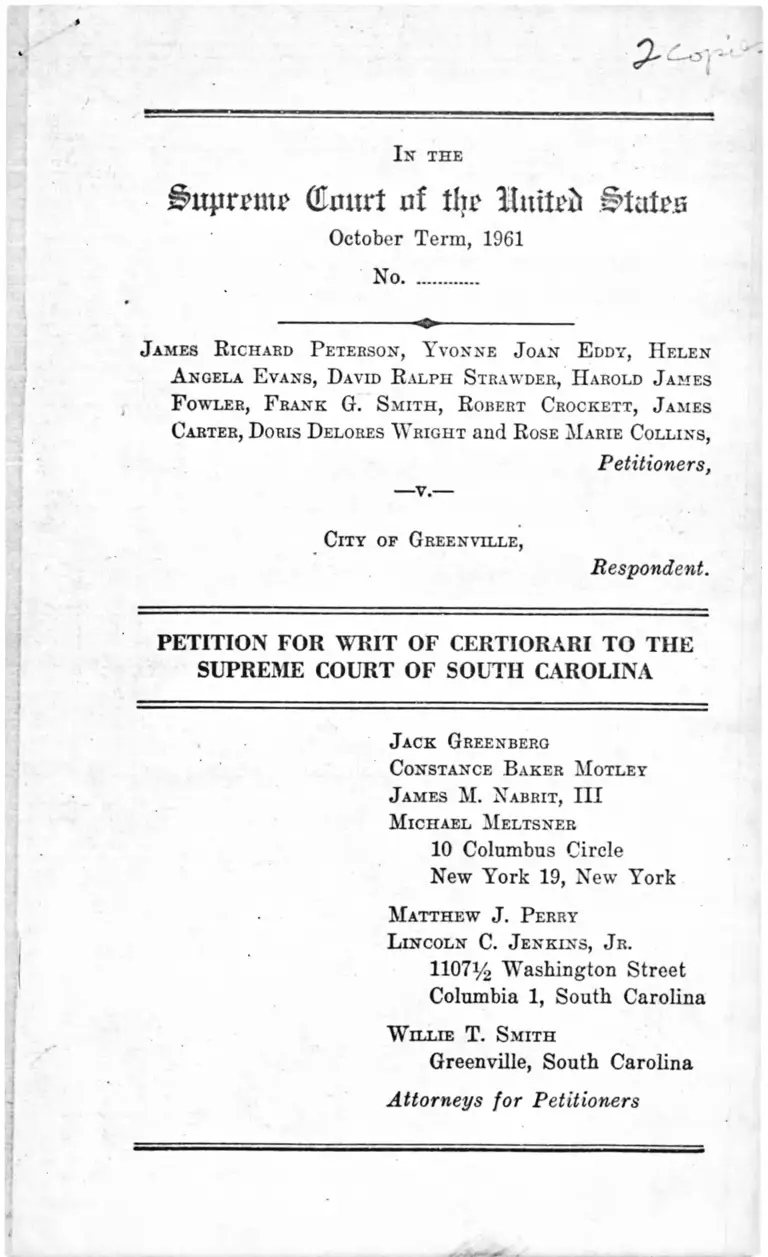 2 Copies
IN THE
Supreme Court of the United States
October Term, 1961
No. ............
JAMES RICHARD PETERSON, YVONNE JOAN EDDY, HELEN
ANGELA EVANS, DAVID RALPH STRAWDER, HAROLD JAMES
FOWLER, FRANK G. SMITH, ROBERT CROCKETT, JAMES
CARTER, DORIS DELORES WRIGHT and ROSE MARIE COLLINS,
Petitioners,
—v.—
CITY OF GREENVILLE,
Respondent.
PETITION FOR WRIT OF CERTIORARI TO THE
SUPREME COURT OF SOUTH CAROLINA
JACK GREENBERG
CONSTANCE BAKER MOTLEY
JAMES M. NABRIT, III
MICHAEL MELTSNER
10 Columbus Circle
New York 19, New York
MATTHEW J. PERRY
LINCOLN C. JENKINS, JR.
1107½ Washington Street
Columbia 1, South Carolina
WILLIE T. SMITH
Greenville, South Carolina
Attorneys for Petitioners